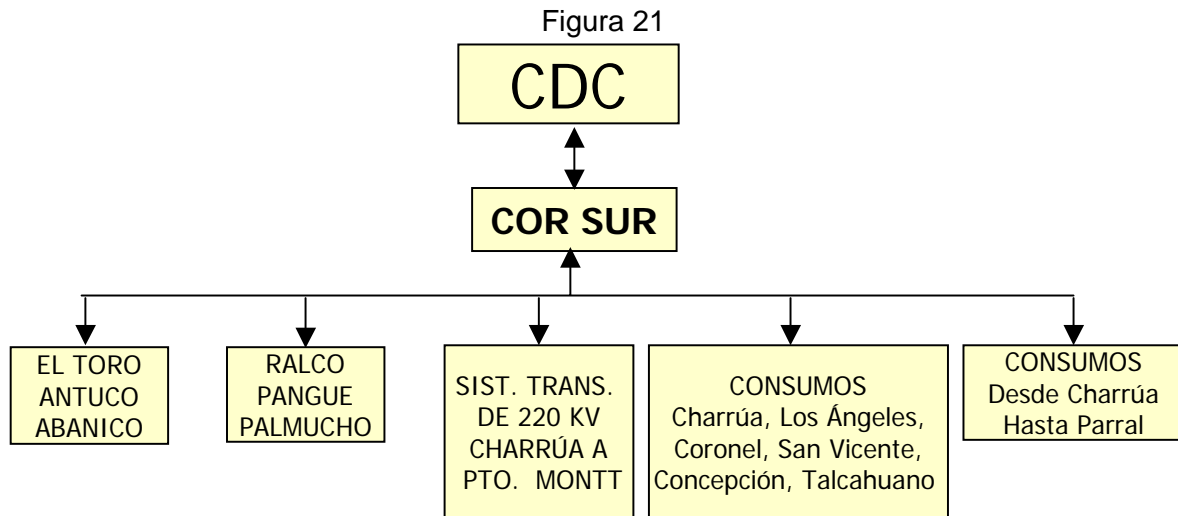 Figura 21
CDC
COR SUR
EL TORO
ANTUCO
ABANICO
RALCO
PANGUE
PALMUCHO
SIST. TRANS.
DE 220 KV
CHARRÚA A
PTO. MONTT
CONSUMOS
Charrúa, Los Ángeles,
Coronel, San Vicente,
Concepción, Talcahuano
CONSUMOS
Desde Charrúa
Hasta Parral